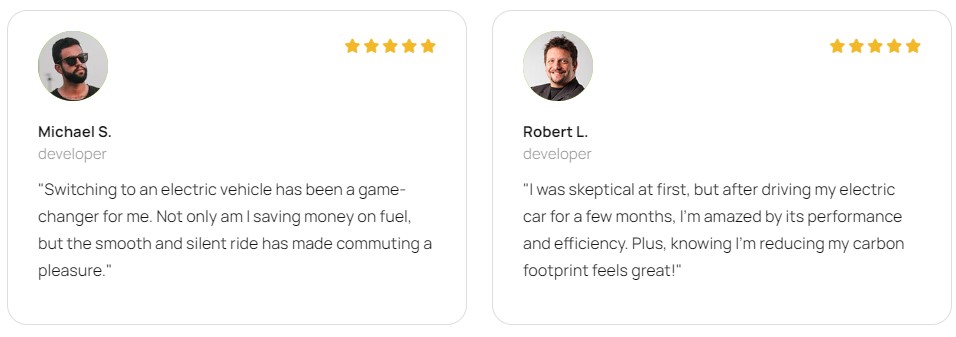 Michael S.
developer
"Switching to an electric vehicle has been a game-
changer for me. Not only am I saving money on fuel,
but the smooth and silent ride has made commuting a
pleasure."
Robert L.
developer
"I was skeptical at first, but after driving my electric
car for a few months, I'm amazed by its performance
and efficiency. Plus, knowing I'm reducing my carbon
footprint feels great!"